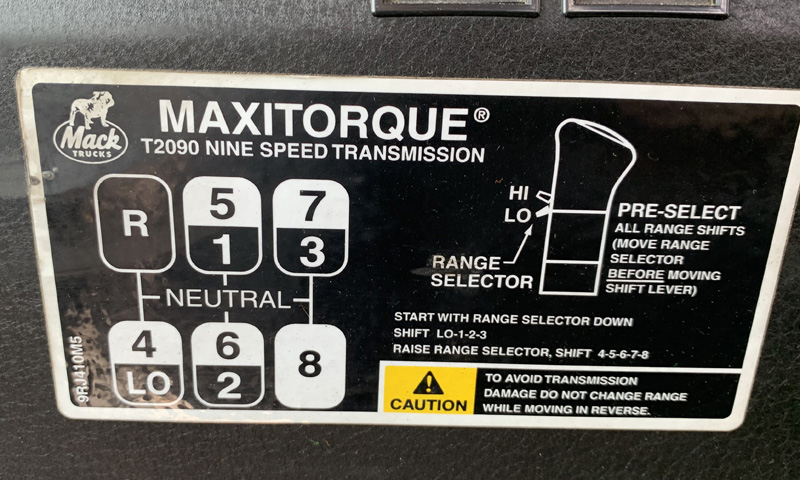 Mack
TRUCKS
MAXITORQUE®
T2090 NINE SPEED TRANSMISSION
R
5
1
7
3
NEUTRAL
4
LO
6
2
8
HI
LO
RANGE
SELECTOR
PRE-SELECT
ALL RANGE SHIFTS
(MOVE RANGE
SELECTOR
BEFORE MOVING
SHIFT LEVER)
START WITH RANGE SELECTOR DOWN
SHIFT LO-1-2-3
RAISE RANGE SELECTOR, SHIFT 4-5-6-7-8
CAUTION
TO AVOID TRANSMISSION
DAMAGE DO NOT CHANGE RANGE
WHILE MOVING IN REVERSE.
9RJ410M5